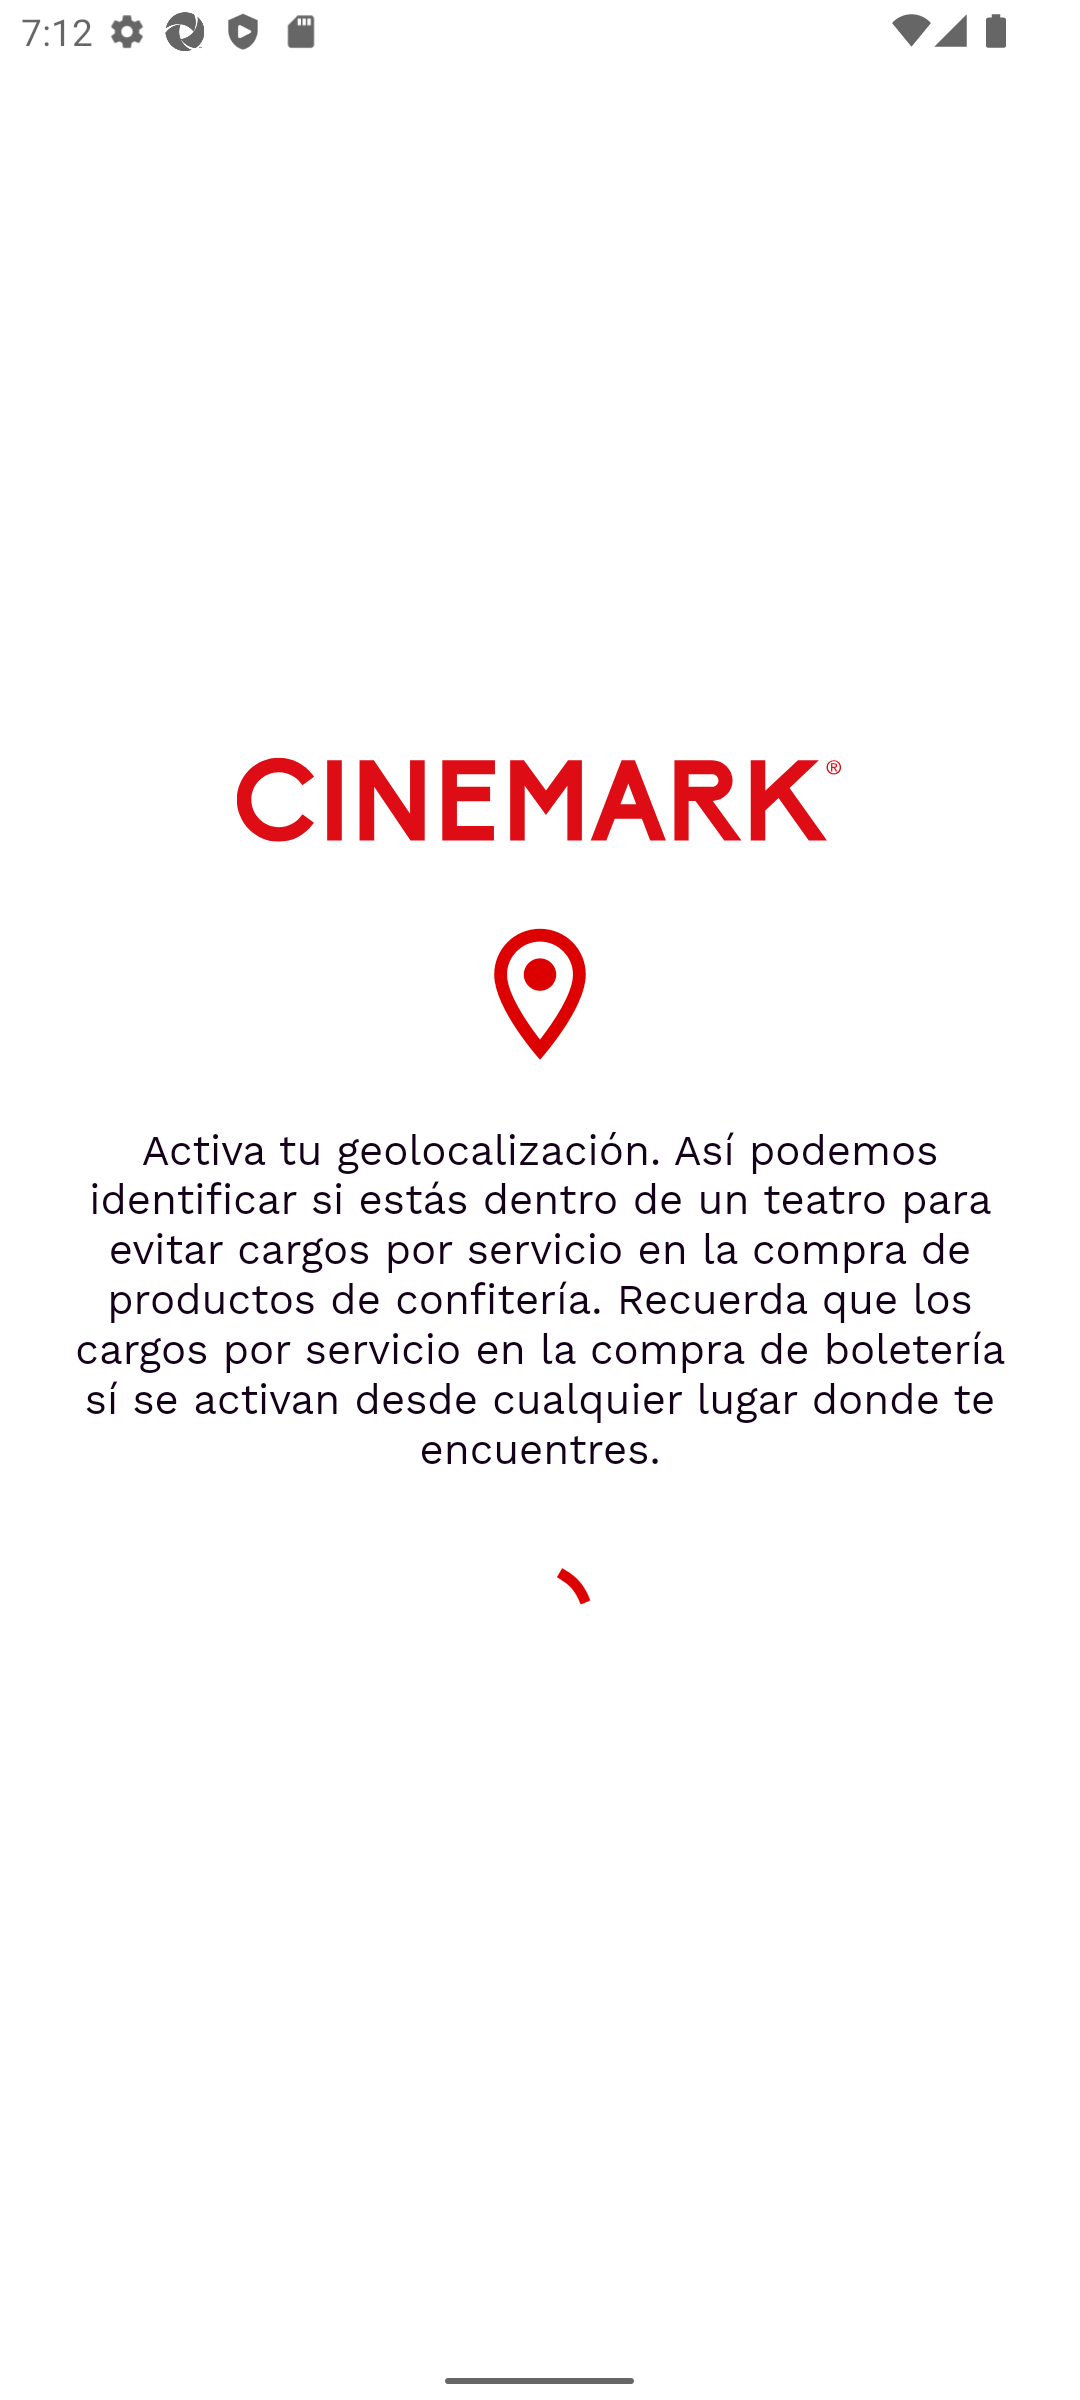 7:12
CINEMARK®
Activa tu geolocalización. Así podemos
identificar si estás dentro de un teatro para
evitar cargos por servicio en la compra de
productos de confitería. Recuerda que los
cargos por servicio en la compra de boletería
sí se activan desde cualquier lugar donde te
encuentres.